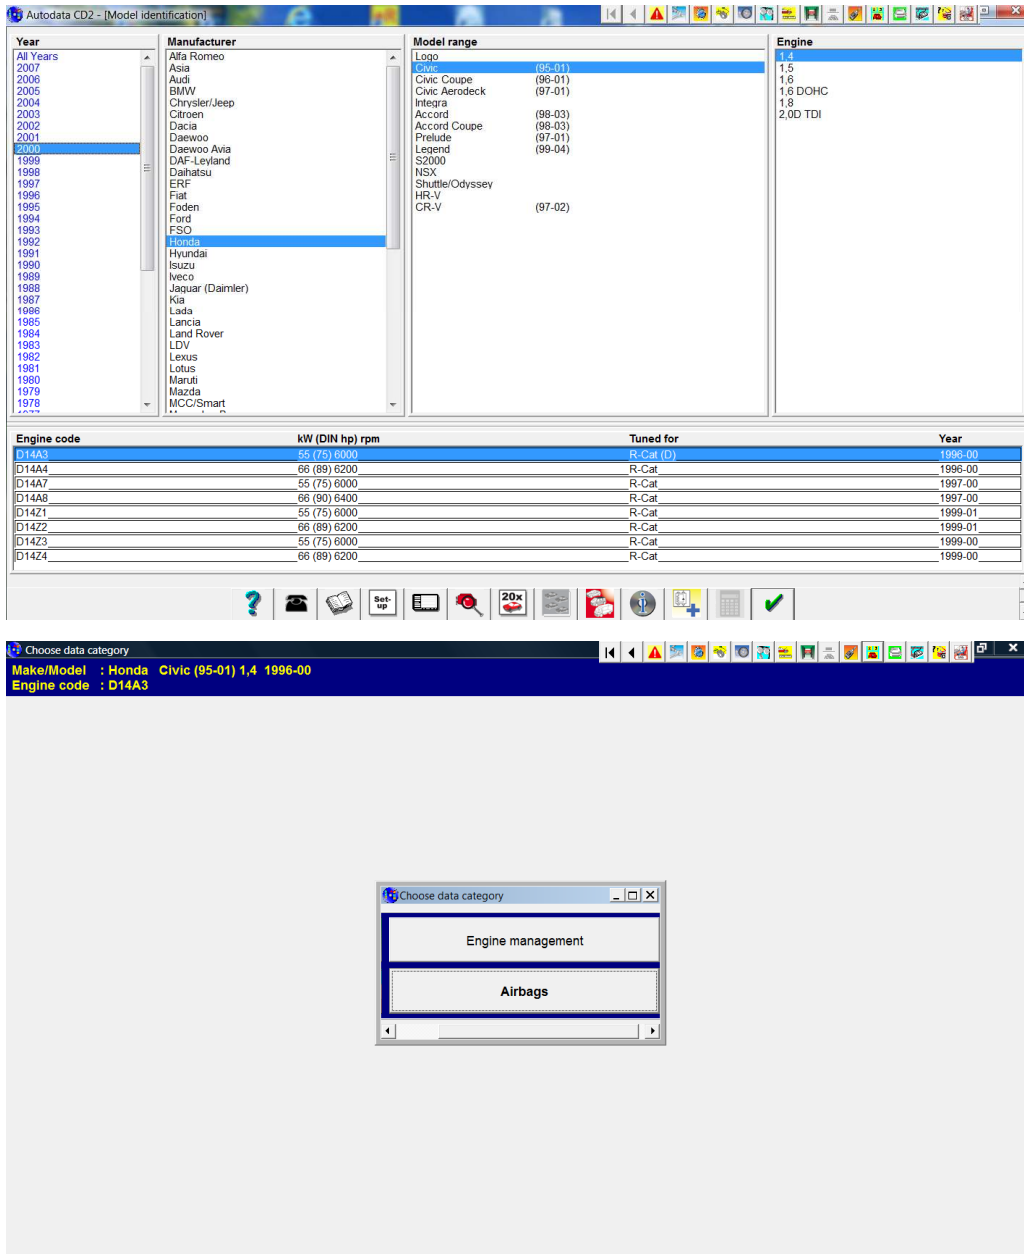 Autodata CD2 - [Model identification]
Year
All Years
2007
2006
2005
2004
2003
2002
2001
2000
1999
1998
1997
1996
1995
1994
1993
1992
1991
1990
1989
1988
1987
1986
1985
1984
1983
1982
1981
1980
1979
1978
Manufacturer
Alfa Romeo
Asia
Audi
BMW
Chrysler/Jeep
Citroen
Dacia
Daewoo
Daewoo Avia
DAF-Leyland
Daihatsu
ERF
Fiat
Foden
Ford
FSO
Honda
Hyundai
Isuzu
Iveco
Jaguar (Daimler)
Kia
Lada
Lancia
Land Rover
LDV
Lexus
Lotus
Maruti
Mazda
MCC/Smart
Model range
Logo
Civic (95-01)
Civic Coupe (96-01)
Civic Aerodeck (97-01)
Integra
Accord (98-03)
Accord Coupe (98-03)
Prelude (97-01)
Legend (99-04)
S2000
NSX
Shuttle/Odyssey
HR-V
CR-V (97-02)
Engine
1,4
1,5
1,6
1,6 DOHC
1,8
2,0D TDI
Engine code kW (DIN hp) rpm Tuned for Year
D14A3 55 (75) 6000 R-Cat (D) 1996-00
D14A4 66 (89) 6200 R-Cat 1996-00
D14A7 55 (75) 6000 R-Cat 1997-00
D14A8 66 (90) 6400 R-Cat 1997-00
D14Z1 55 (75) 6000 R-Cat 1999-01
D14Z2 66 (89) 6200 R-Cat 1999-01
D14Z3 55 (75) 6000 R-Cat 1999-00
D14Z4 66 (89) 6200 R-Cat 1999-00
Set-
up
20x
Choose data category
Make/Model : Honda Civic (95-01) 1,4 1996-00
Engine code : D14A3
Choose data category
Engine management
Airbags